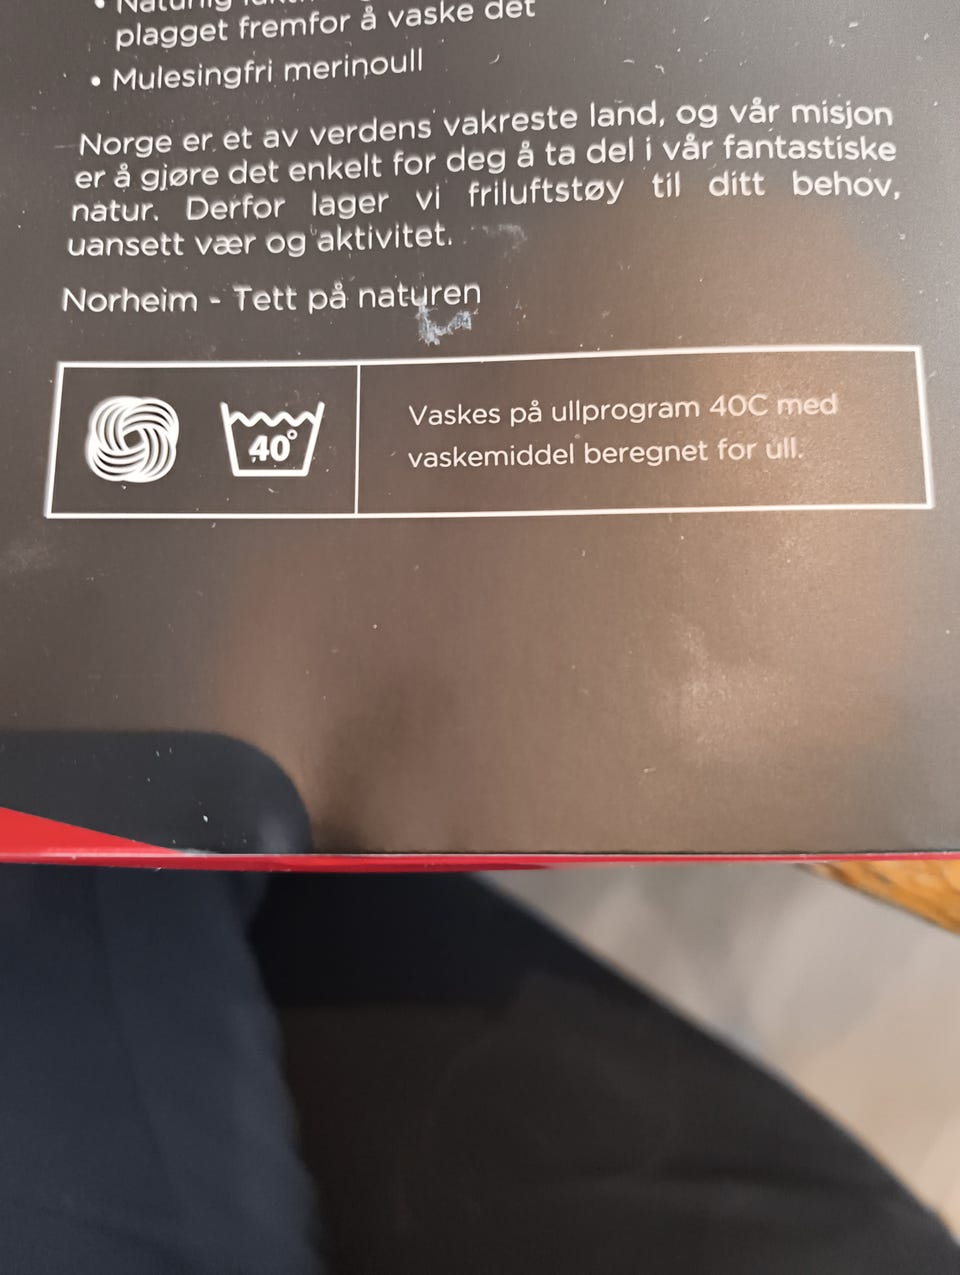 • Naturlig
plagget fremfor å vaske det
• Mulesingfri merinoull
Norge er et av verdens vakreste land, og vår misjon
er å gjøre det enkelt for deg å ta del i vår fantastiske
natur. Derfor lager vi friluftstøy til ditt behov,
uansett vær og aktivitet.
Norheim - Tett på naturen
40°
Vaskes på ullprogram 40C med
vaskemiddel beregnet for ull.